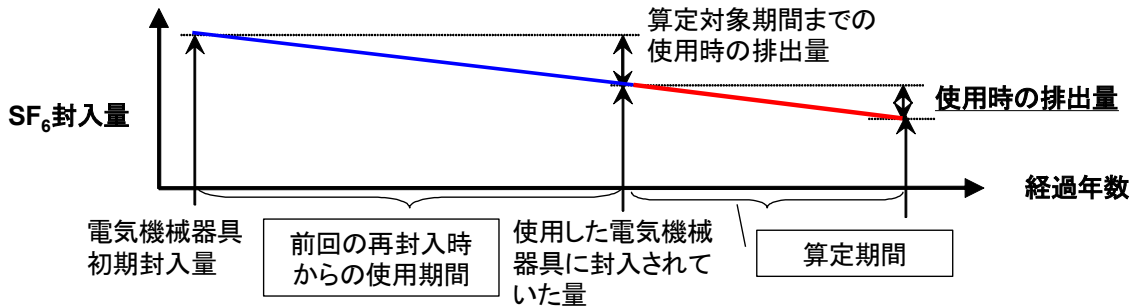 算定対象期間までの
使用時の排出量
使用時の排出量
SF₆封入量
経過年数
電気機械器具
初期封入量
前回の再封入時
からの使用期間
使用した電気機械
器具に封入されて
いた量
算定期間